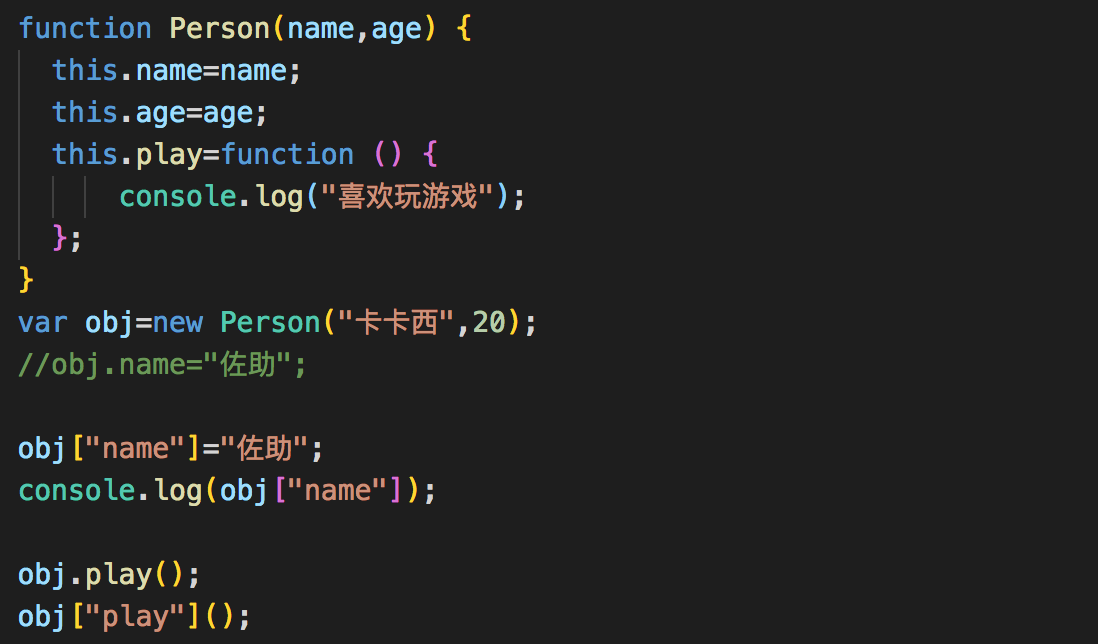 function Person(name,age) {
  this.name=name;
  this.age=age;
  this.play=function () {
      console.log("喜欢玩游戏");
  };
}
var obj=new Person("卡卡西",20);
//obj.name="佐助";

obj["name"]="佐助";
console.log(obj["name"]);

obj.play();
obj["play"]();